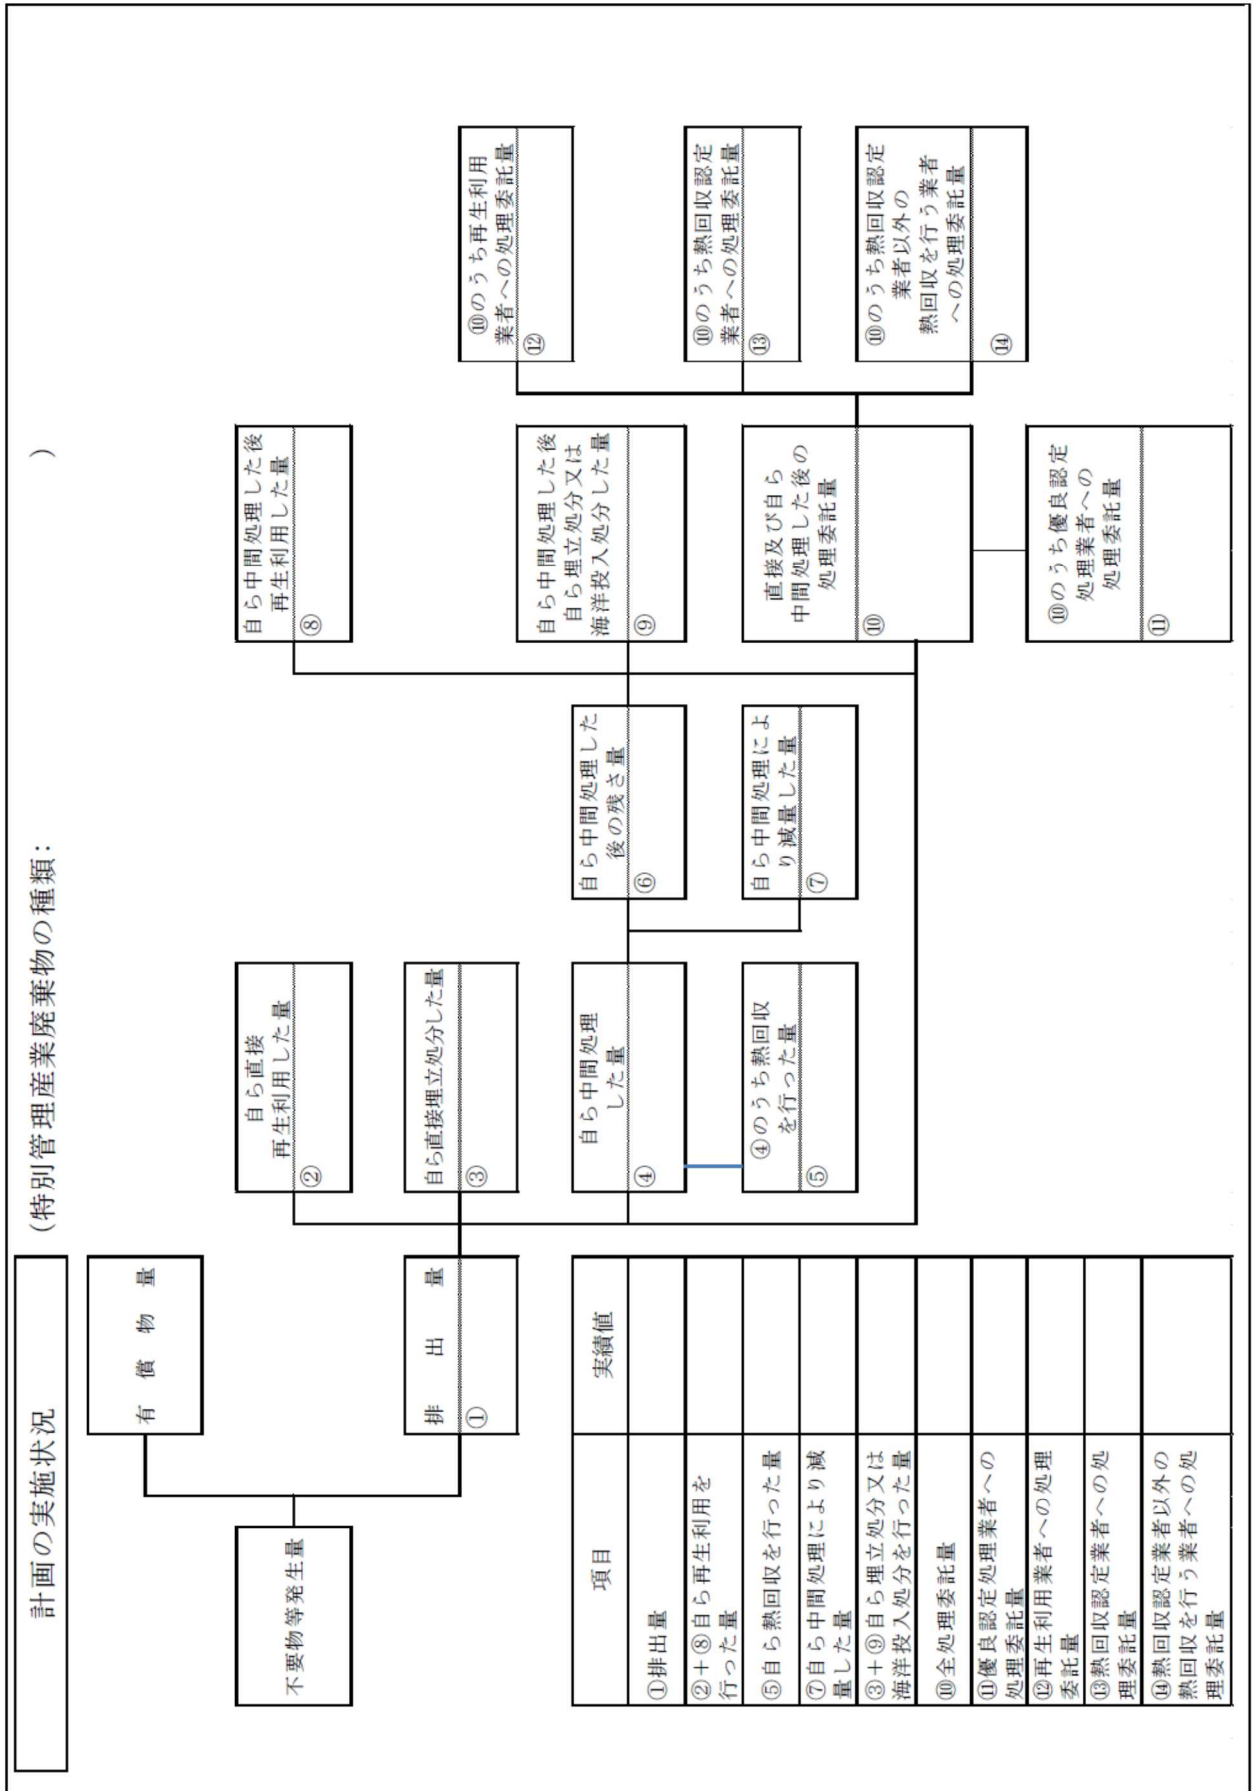 計画の実施状況
(特別管理産業廃棄物の種類:　　　　　　　　)
不要物等発生量
有償物量
排出量
①
自ら直接
再生利用した量
②
自ら直接埋立処分した量
③
自ら中間処理
した量
④
④のうち熱回収
を行った量
⑤
自ら中間処理した
後の残さ量
⑥
自ら中間処理によ
り減量した量
⑦
自ら中間処理した後
再生利用した量
⑧
自ら中間処理した後
自ら埋立処分又は
海洋投入処分した量
⑨
直接及び自ら
中間処理した後の
処理委託量
⑩
⑩のうち優良認定
処理業者への
処理委託量
⑪
⑩のうち再生利用
業者への処理委託量
⑫
⑩のうち熱回収認定
業者への処理委託量
⑬
⑩のうち熱回収認定
業者以外の
熱回収を行う業者
への処理委託量
⑭
項目
実績値
①排出量
②+⑧自ら再生利用を
行った量
⑤自ら熱回収を行った量
⑦自ら中間処理により減
量した量
③+⑨自ら埋立処分又は
海洋投入処分を行った量
⑩全処理委託量
⑪優良認定処理業者への
処理委託量
⑫再生利用業者への処理
委託量
⑬熱回収認定業者への処
理委託量
⑭熱回収認定業者以外の
熱回収を行う業者への処
理委託量